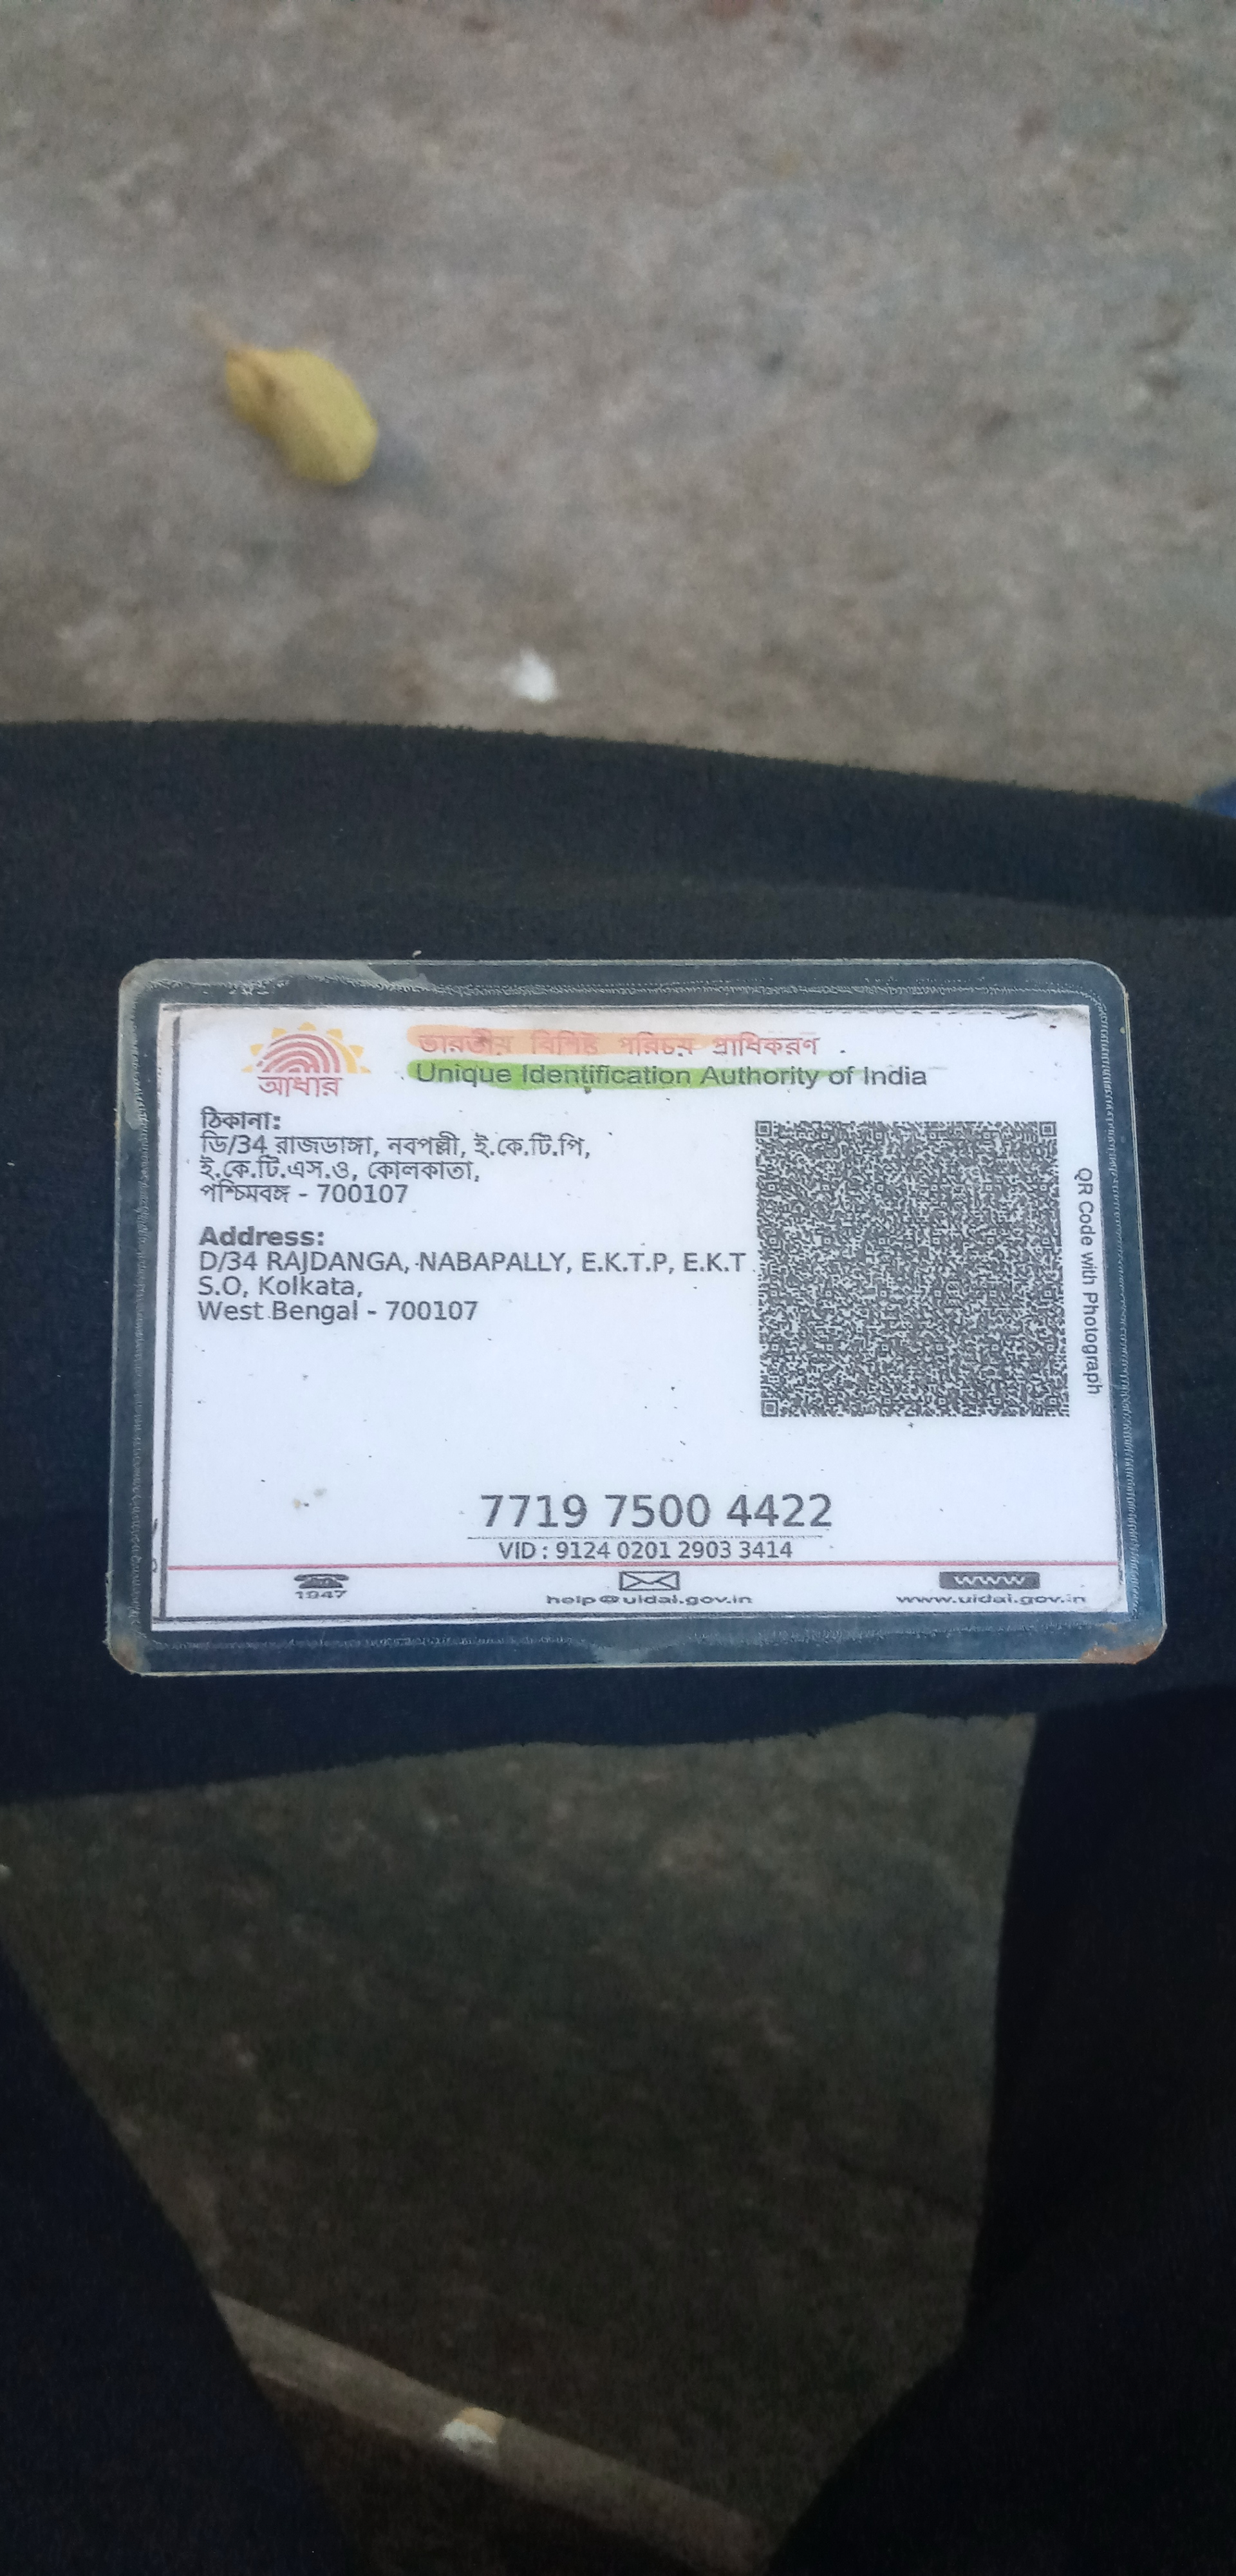 আধার
ভারতীয় বিশিষ্ট পরিচয় প্রাধিকরণ
Unique Identification Authority of India
ঠিকানা:
ডি/34 রাজডাঙ্গা, নবপল্লী, ই.কে.টি.পি,
ই.কে.টি.এস.ও, কোলকাতা,
পশ্চিমবঙ্গ - 700107
Address:
D/34 RAJDANGA, NABAPALLY, E.K.T.P, E.K.T
S.O, Kolkata,
West Bengal - 700107
QR Code with Photograph
7719 7500 4422
VID : 9124 0201 2903 3414
1947
help@uidai.gov.in
WWW
www.uidai.gov.in